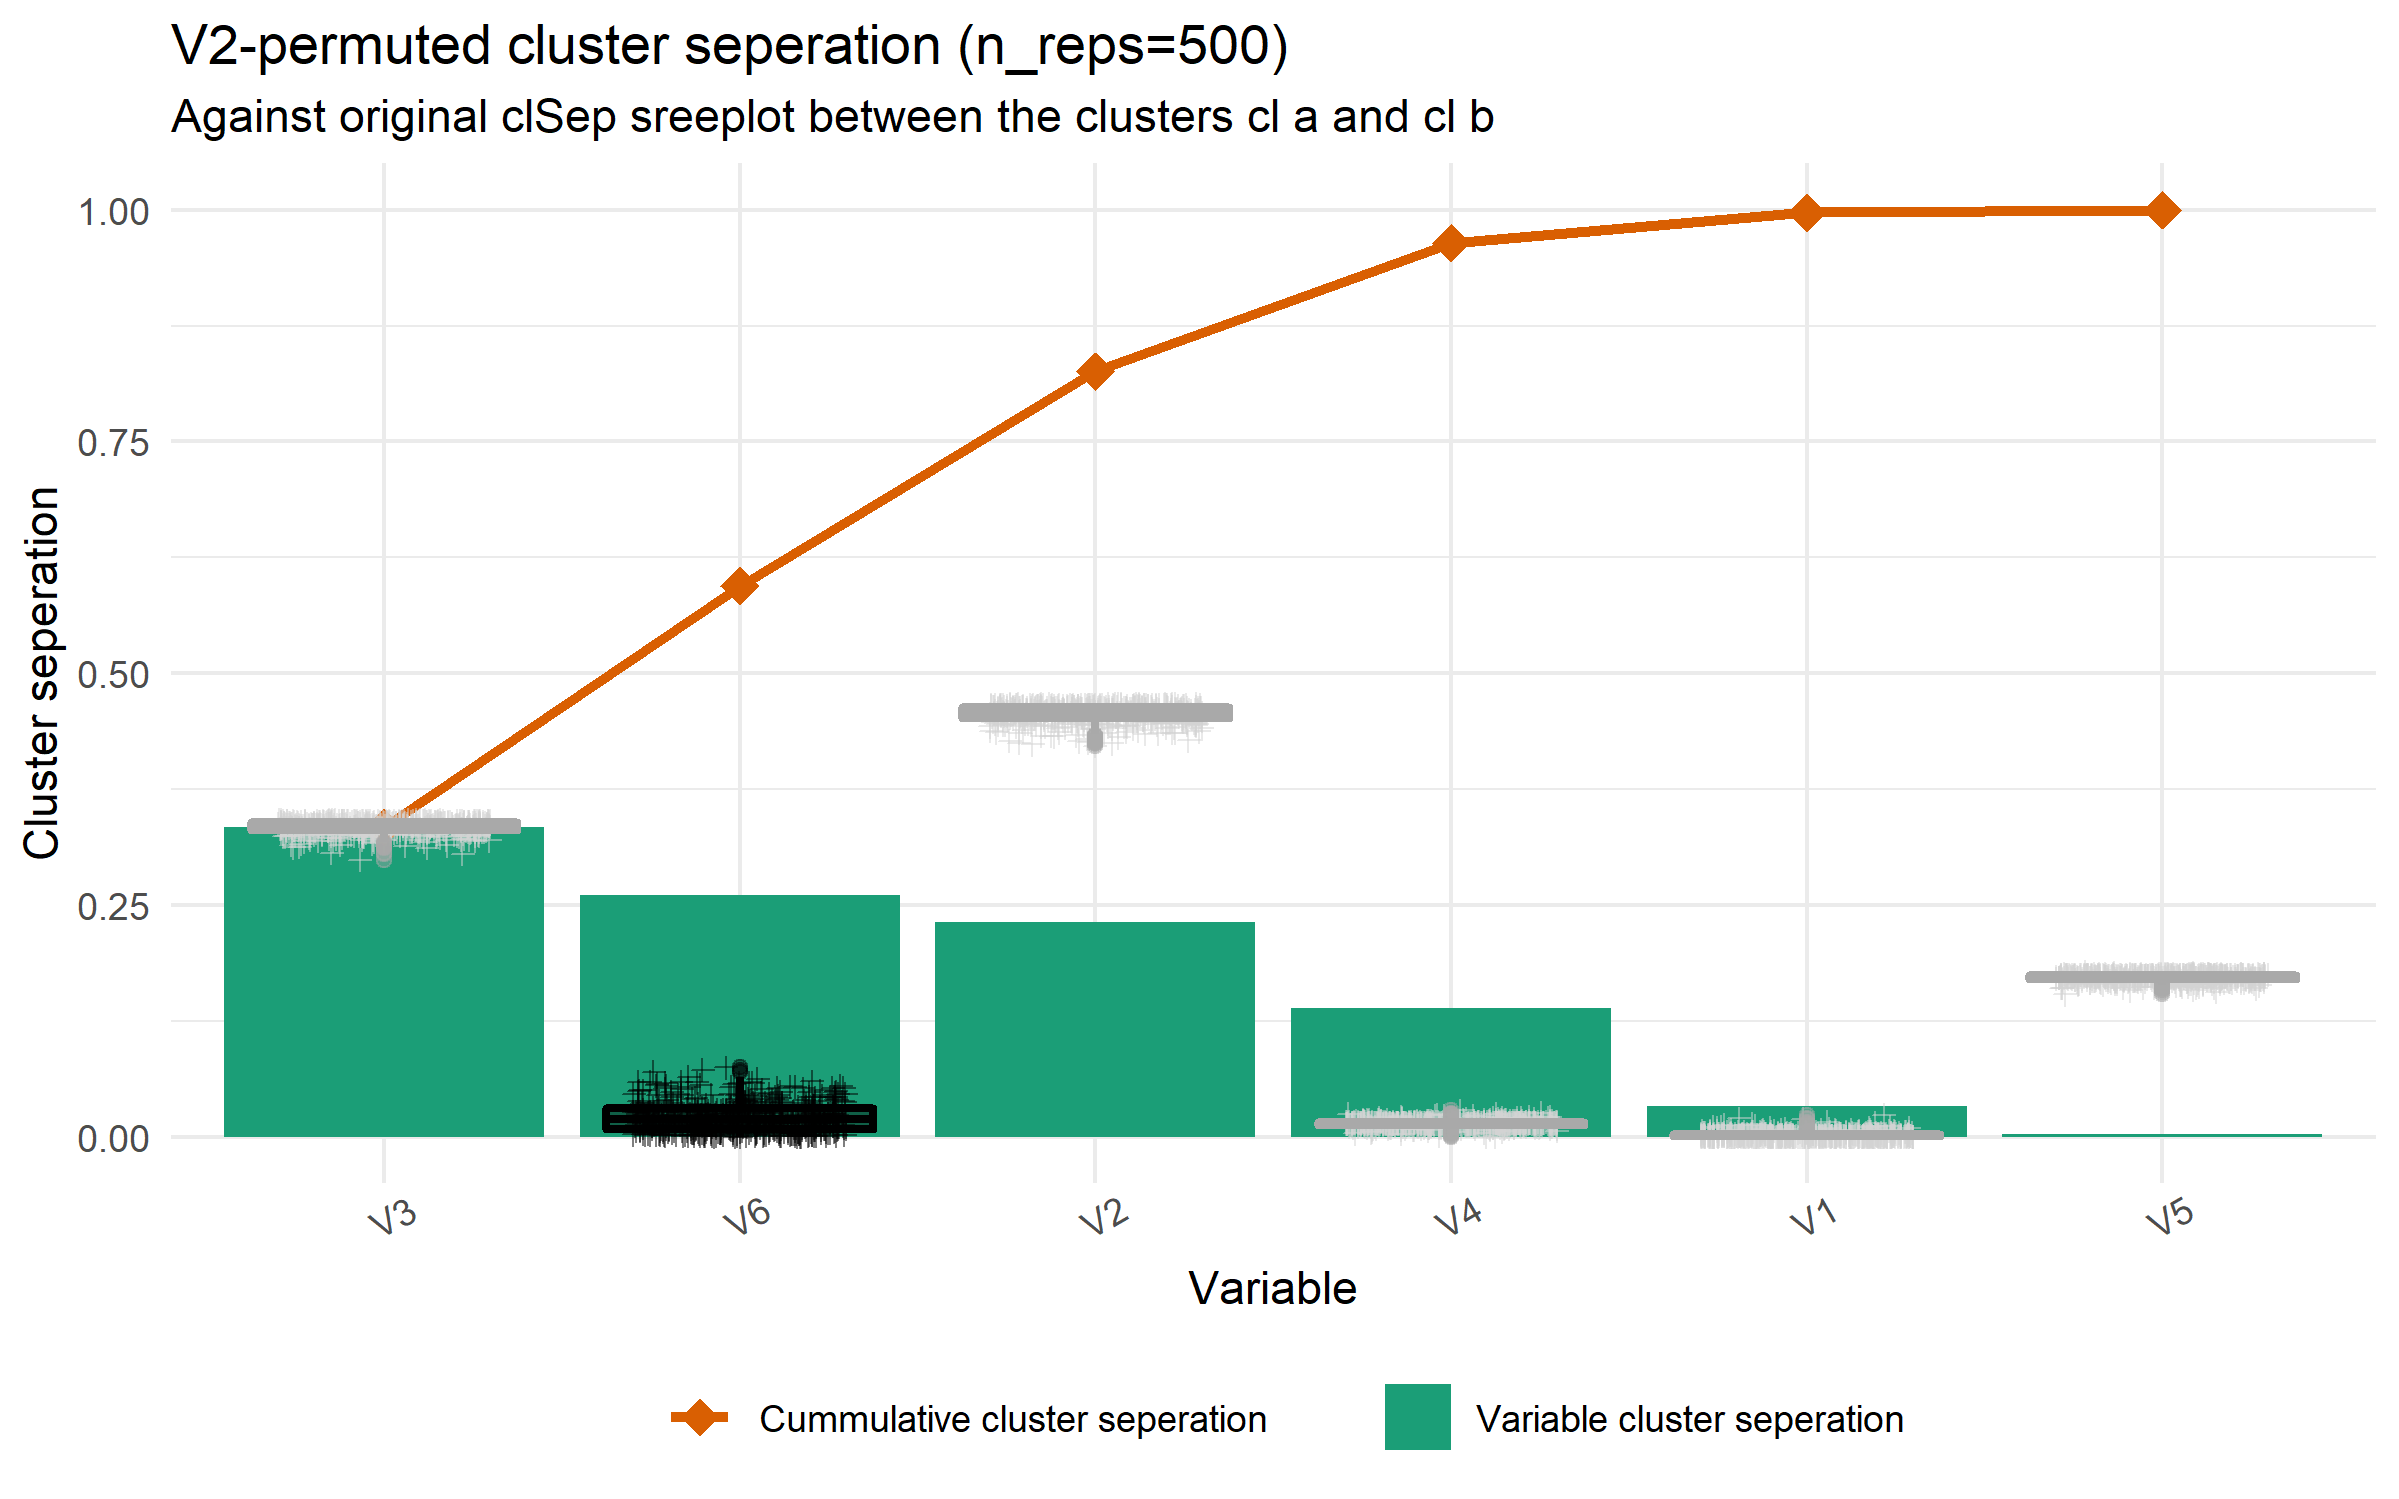 V2-permuted cluster seperation (n_reps=500)
Against original clSep sreeplot between the clusters cl a and cl b
1.00
0.75
0.50
0.25
0.00
Cluster seperation
V3 V6 V2 V4 V1 V5
Variable
Cummulative cluster seperation Variable cluster seperation